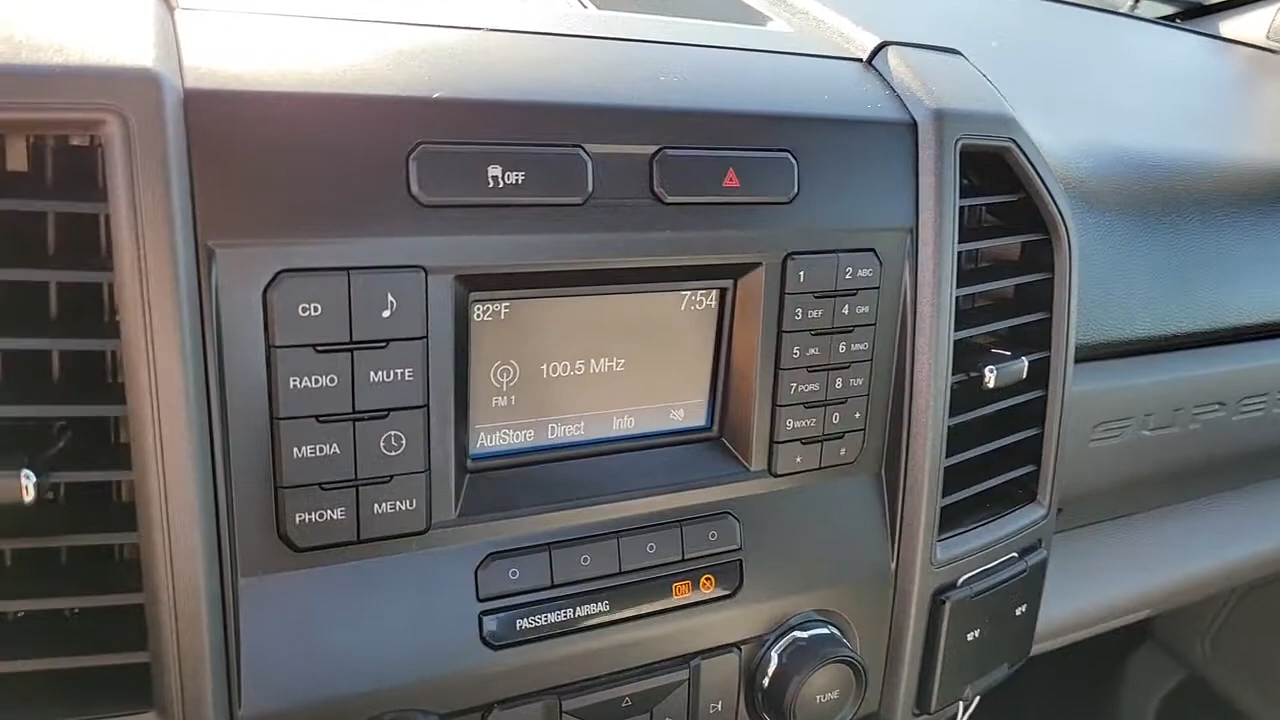 OFF
CD
RADIO
MUTE
MEDIA
PHONE
MENU
82°F
7:54
100.5 MHz
FM 1
AutStore Direct Info
1
2 ABC
3 DEF
4 GHI
5 JKL
6 MNO
7 PQRS
8 TUV
9 WXYZ
0 +
* #
PASSENGER AIRBAG
ON
TUNE
12V
12V
SUPE